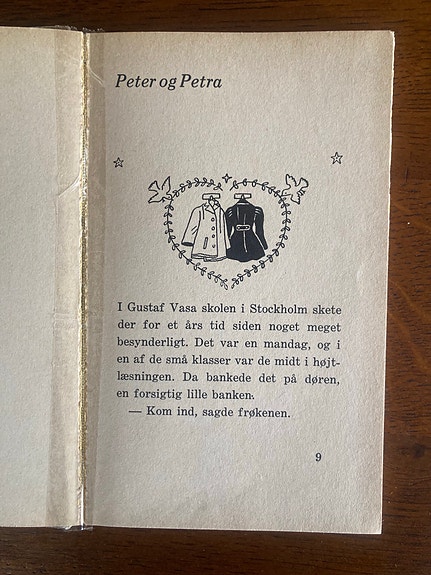 Peter og Petra
I Gustaf Vasa skolen i Stockholm skete
der for et års tid siden noget meget
besynderligt. Det var en mandag, og i
en af de små klasser var de midt i højt-
læsningen. Da bankede det på døren,
en forsigtig lille banken.
— Kom ind, sagde frøkenen.
9